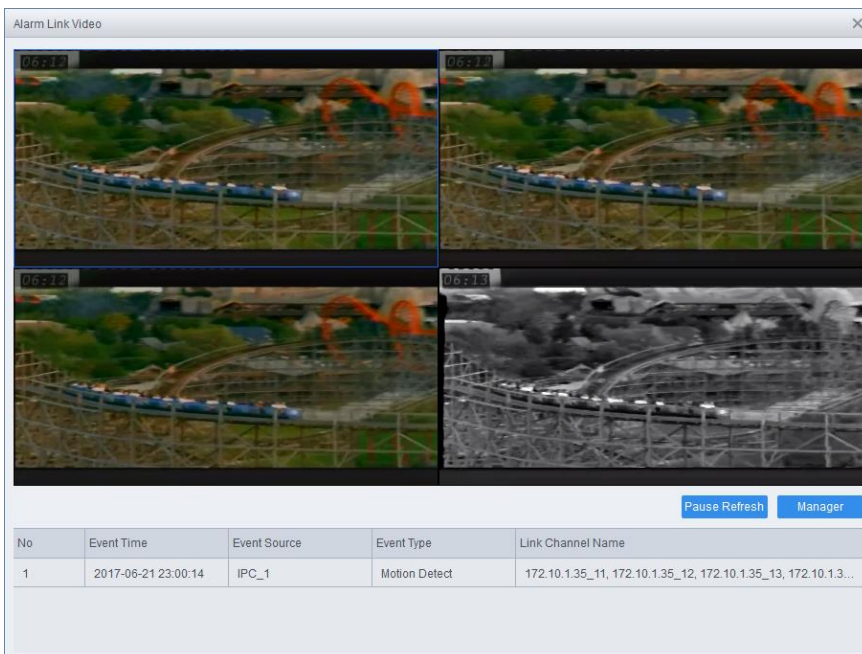 Alarm Link Video
06:12
06:12
06:12
06:13
Pause Refresh
Manager
No Event Time Event Source Event Type Link Channel Name
1 2017-06-21 23:00:14 IPC_1 Motion Detect 172.10.1.35_11, 172.10.1.35_12, 172.10.1.35_13, 172.10.1.3...